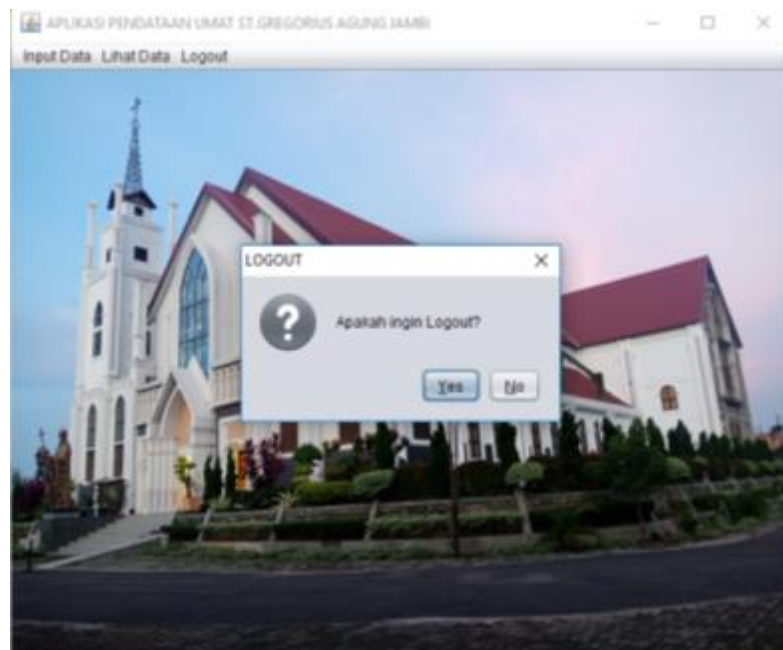 APLIKASI PENDATAAN UMAT ST.GREGORIUS AGUNG JAMBI
Input Data Lihat Data Logout
LOGOUT
Apakah ingin Logout?
Yes No